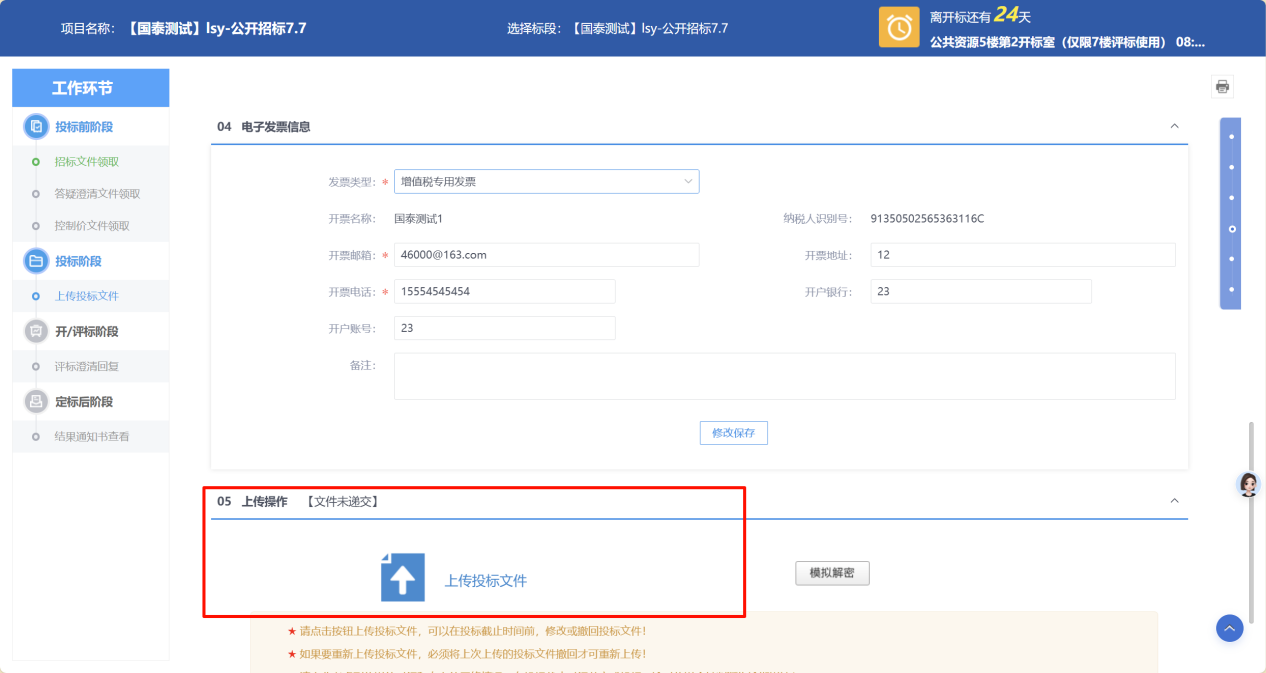 项目名称：【国泰测试】lsy-公开招标7.7
选择标段：【国泰测试】lsy-公开招标7.7
离开标还有24天
公共资源5楼第2开标室（仅限7楼评标使用） 08:...
工作环节
投标前阶段
招标文件领取
答疑澄清文件领取
控制价文件领取
投标阶段
上传投标文件
开/评标阶段
评标澄清回复
定标后阶段
结果通知书查看
04 电子发票信息
发票类型：* 增值税专用发票
开票名称： 国泰测试1
纳税人识别号： 91350502565363116C
开票邮箱：* 46000@163.com
开票地址： 12
开票电话：* 15554545454
开户银行： 23
开户账号： 23
备注：
修改保存
05 上传操作 【文件未递交】
上传投标文件
模拟解密
★ 请点击按钮上传投标文件，可以在投标截止时间前，修改或撤回投标文件！
★ 如果要重新上传投标文件，必须将上次上传的投标文件撤回才可重新上传！